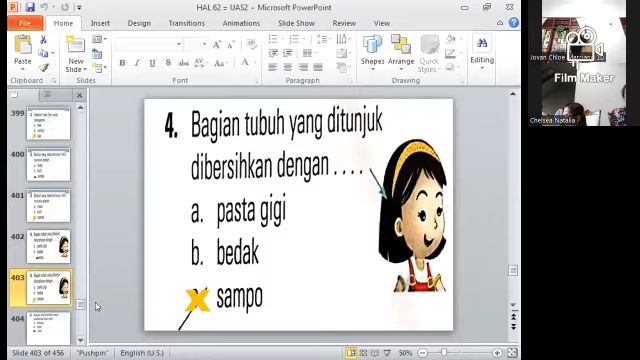 HAL 62 = UAS2 - Microsoft PowerPoint
File Home Insert Design Transitions Animations Slide Show Review View
Paste New Slide Shapes Arrange Quick Styles Editing
Clipboard Slides Font Paragraph Drawing
399
400
401
402
403
404
4. Bagian tubuh yang ditunjuk
dibersihkan dengan . . . .
a. pasta gigi
b. bedak
sampo
Slide 403 of 456 "Pushpin" English (U.S.) 50%
Film Maker
Chelsea Natalia